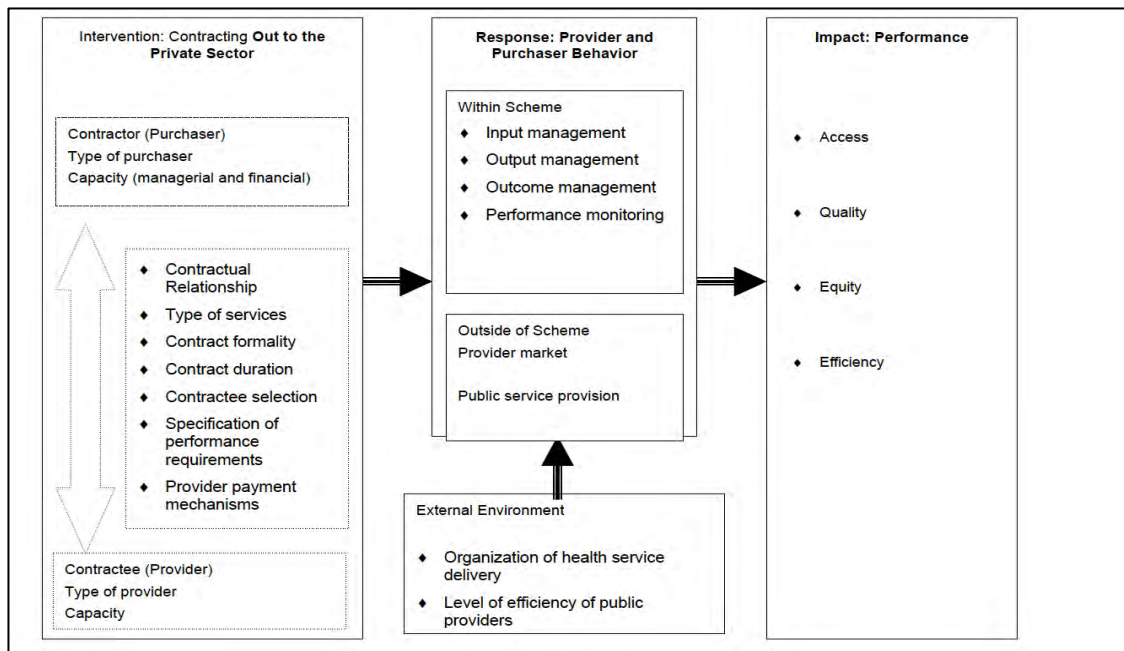 Intervention: Contracting Out to the
Private Sector
Contractor (Purchaser)
Type of purchaser
Capacity (managerial and financial)
♦ Contractual
Relationship
♦ Type of services
♦ Contract formality
♦ Contract duration
♦ Contractee selection
♦ Specification of
performance
requirements
♦ Provider payment
mechanisms
Contractee (Provider)
Type of provider
Capacity
Response: Provider and
Purchaser Behavior
Within Scheme
♦ Input management
♦ Output management
♦ Outcome management
♦ Performance monitoring
Outside of Scheme
Provider market
Public service provision
External Environment
♦ Organization of health service
delivery
♦ Level of efficiency of public
providers
Impact: Performance
♦ Access
♦ Quality
♦ Equity
♦ Efficiency